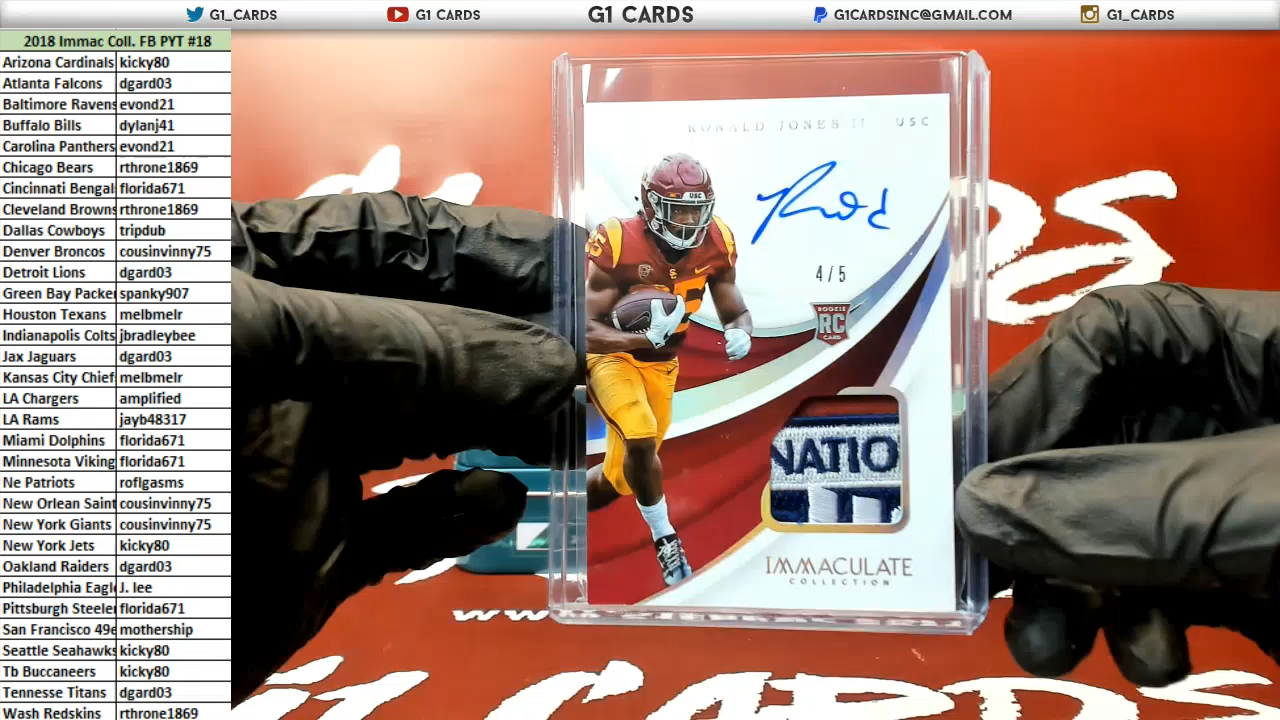 G1_CARDS
G1 CARDS
G1 CARDS
G1CARDSINC@GMAIL.COM
G1_CARDS
2018 Immac Coll. FB PYT #18
Arizona Cardinals kicky80
Atlanta Falcons dgard03
Baltimore Ravens evond21
Buffalo Bills dylanj41
Carolina Panthers evond21
Chicago Bears rthrone1869
Cincinnati Bengal florida671
Cleveland Browns rthrone1869
Dallas Cowboys tripdub
Denver Broncos cousinvinny75
Detroit Lions dgard03
Green Bay Packe spanky907
Houston Texans melbmelr
Indianapolis Colts jbradleybee
Jax Jaguars dgard03
Kansas City Chief melbmelr
LA Chargers amplified
LA Rams jayb48317
Miami Dolphins florida671
Minnesota Viking florida671
Ne Patriots roflgasms
New Orlean Saint cousinvinny75
New York Giants cousinvinny75
New York Jets kicky80
Oakland Raiders dgard03
Philadelphia Eagl J. lee
Pittsburgh Steele florida671
San Francisco 49e mothership
Seattle Seahawks kicky80
Tb Buccaneers kicky80
Tennesse Titans dgard03
Wash Redskins rthrone1869
RONALD JONES II USC
USC
SC
4/5
ROOKIE
RC
CARD
NATIO
IMMACULATE
COLLECTION
G1 CARDS